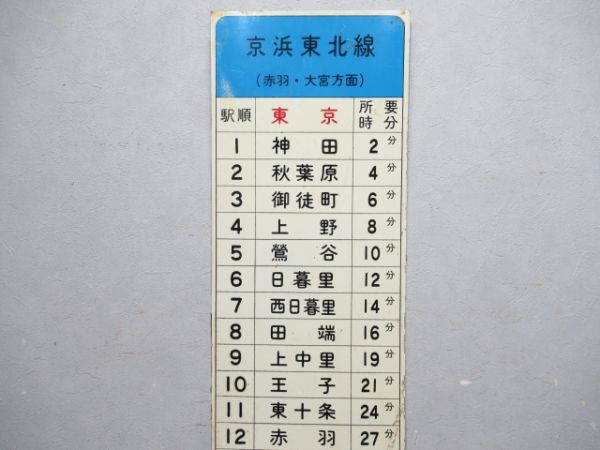 京浜東北線
(赤羽・大宮方面)
駅順 東京 所要時分
1 神田 2分
2 秋葉原 4分
3 御徒町 6分
4 上野 8分
5 鶯谷 10分
6 日暮里 12分
7 西日暮里 14分
8 田端 16分
9 上中里 19分
10 王子 21分
11 東十条 24分
12 赤羽 27分